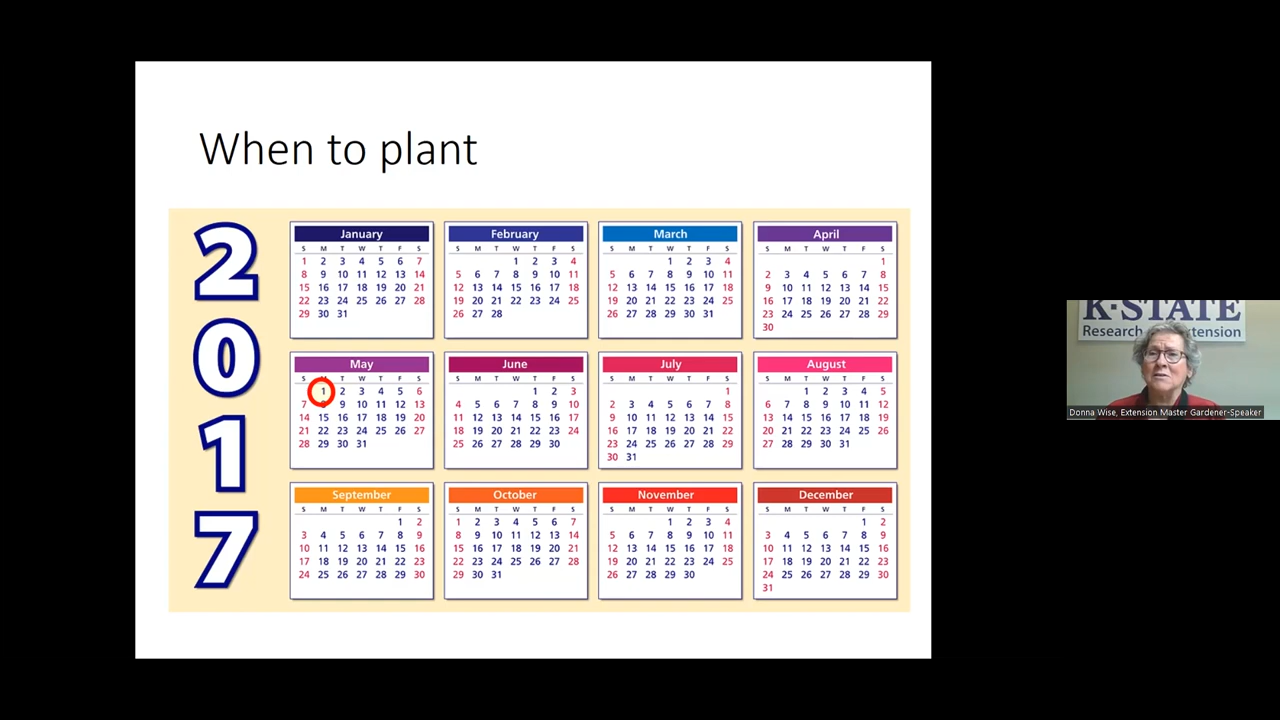 When to plant
2
0
1
7
January
S M T W T F S
1 2 3 4 5 6 7
8 9 10 11 12 13 14
15 16 17 18 19 20 21
22 23 24 25 26 27 28
29 30 31
February
S M T W T F S
1 2 3 4
5 6 7 8 9 10 11
12 13 14 15 16 17 18
19 20 21 22 23 24 25
26 27 28
March
S M T W T F S
1 2 3 4
5 6 7 8 9 10 11
12 13 14 15 16 17 18
19 20 21 22 23 24 25
26 27 28 29 30 31
April
S M T W T F S
1
2 3 4 5 6 7 8
9 10 11 12 13 14 15
16 17 18 19 20 21 22
23 24 25 26 27 28 29
30
May
S T W T F S
1 2 3 4 5 6
7 9 10 11 12 13
14 15 16 17 18 19 20
21 22 23 24 25 26 27
28 29 30 31
June
S M T W T F S
1 2 3
4 5 6 7 8 9 10
11 12 13 14 15 16 17
18 19 20 21 22 23 24
25 26 27 28 29 30
July
S M T W T F S
1
2 3 4 5 6 7 8
9 10 11 12 13 14 15
16 17 18 19 20 21 22
23 24 25 26 27 28 29
30 31
August
S M T W T F S
1 2 3 4 5
6 7 8 9 10 11 12
13 14 15 16 17 18 19
20 21 22 23 24 25 26
27 28 29 30 31
September
S M T W T F S
1 2
3 4 5 6 7 8 9
10 11 12 13 14 15 16
17 18 19 20 21 22 23
24 25 26 27 28 29 30
October
S M T W T F S
1 2 3 4 5 6 7
8 9 10 11 12 13 14
15 16 17 18 19 20 21
22 23 24 25 26 27 28
29 30 31
November
S M T W T F S
1 2 3 4
5 6 7 8 9 10 11
12 13 14 15 16 17 18
19 20 21 22 23 24 25
26 27 28 29 30
December
S M T W T F S
1 2
3 4 5 6 7 8 9
10 11 12 13 14 15 16
17 18 19 20 21 22 23
24 25 26 27 28 29 30
31
K-STATE
Research
Donna Wise, Extension Master Gardener-Speaker